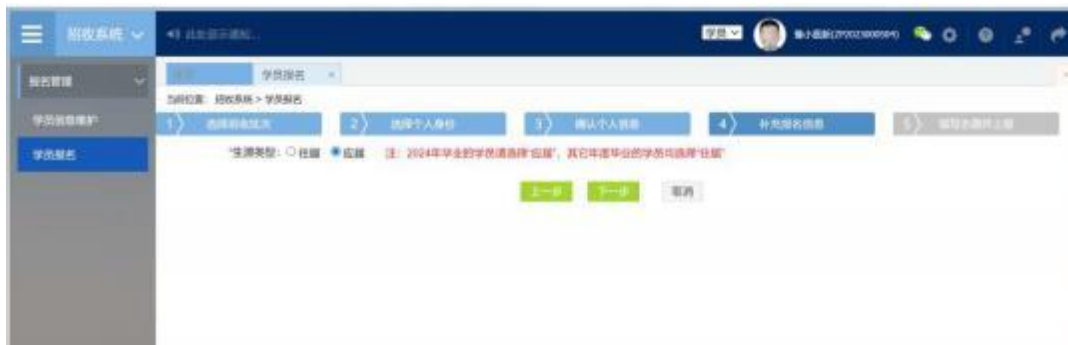 招收系统
学员
报名管理
学员报名 ×
当前位置: 招收系统 > 学员报名
学员信息维护
1 选择招收批次
2 选择个人身份
3 确认个人信息
4 补充报名信息
5
学员报名
*生源类型: 往届 应届 注: 2024年毕业的学员请选择"应届", 其它年度毕业的学员均选择"往届"
上一步 下一步 取消